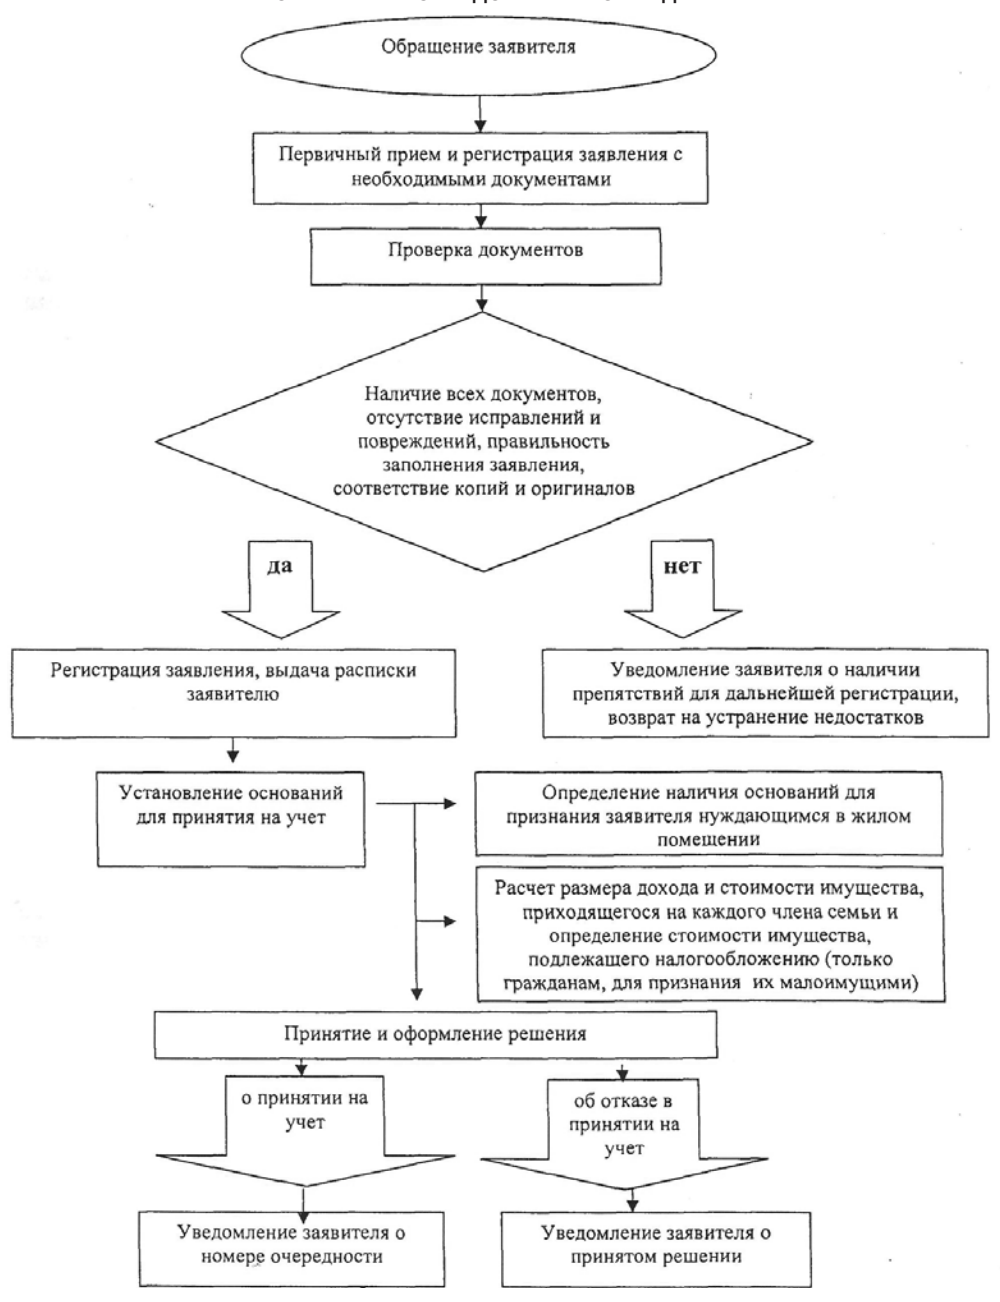 Обращение заявителя
Первичный прием и регистрация заявления с
необходимыми документами
Проверка документов
Наличие всех документов,
отсутствие исправлений и
повреждений, правильность
заполнения заявления,
соответствие копий и оригиналов
да
нет
Регистрация заявления, выдача расписки
заявителю
Уведомление заявителя о наличии
препятствий для дальнейшей регистрации,
возврат на устранение недостатков
Установление оснований
для принятия на учет
Определение наличия оснований для
признания заявителя нуждающимся в жилом
помещении
Расчет размера дохода и стоимости имущества,
приходящегося на каждого члена семьи и
определение стоимости имущества,
подлежащего налогообложению (только
гражданам, для признания их малоимущими)
Принятие и оформление решения
о принятии на
учет
об отказе в
принятии на
учет
Уведомление заявителя о
номере очередности
Уведомление заявителя о
принятом решении